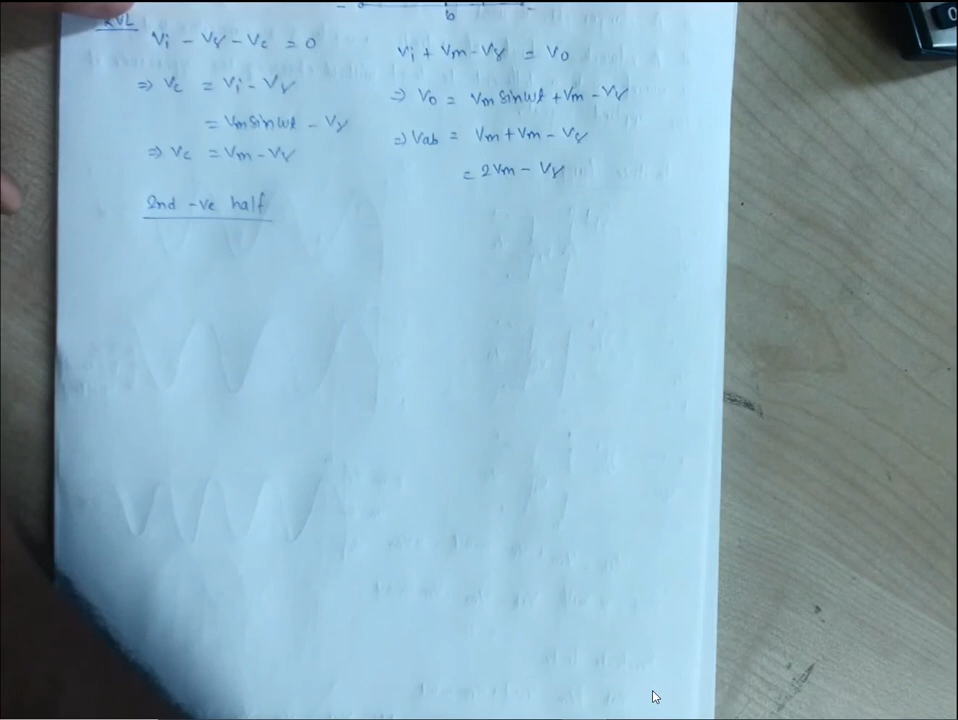 b
KVL
Vi - Vγ - Vc = 0
⇒ Vc = Vi - Vγ
= Vm sinωt - Vγ
⇒ Vc = Vm - Vγ
2nd -ve half
Vi + Vm - Vγ = Vo
⇒ Vo = Vm sinωt + Vm - Vγ
⇒ Vab = Vm + Vm - Vγ
= 2Vm - Vγ